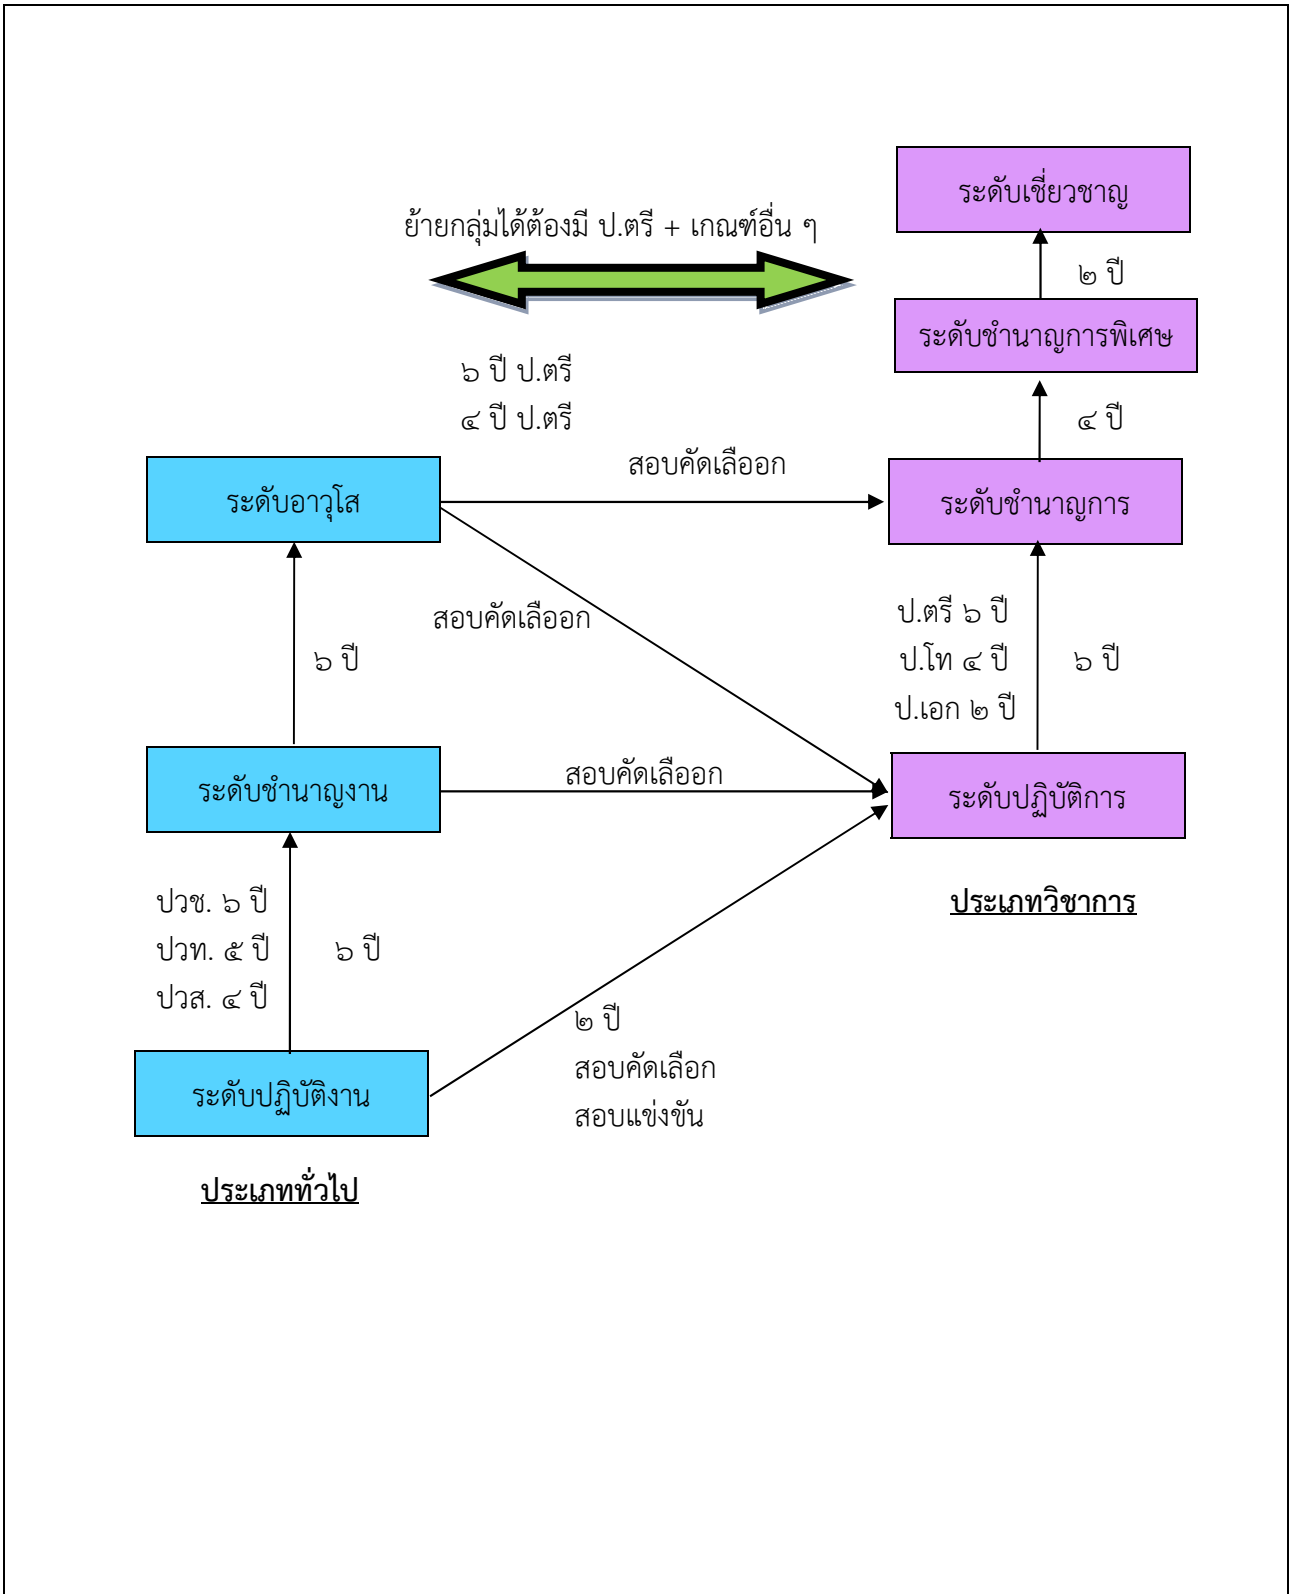 ระดับเชี่ยวชาญ
ย้ายกลุ่มได้ต้องมี ป.ตรี + เกณฑ์อื่น ๆ
๒ ปี
ระดับชำนาญการพิเศษ
๖ ปี ป.ตรี
๔ ปี ป.ตรี
๔ ปี
สอบคัดเลืออก
ระดับอาวุโส
ระดับชำนาญการ
สอบคัดเลืออก
ป.ตรี ๖ ปี
ป.โท ๔ ปี
ป.เอก ๒ ปี
๖ ปี
๖ ปี
สอบคัดเลืออก
ระดับชำนาญงาน
ระดับปฏิบัติการ
ประเภทวิชาการ
ปวช. ๖ ปี
ปวท. ๕ ปี
ปวส. ๔ ปี
๖ ปี
๒ ปี
สอบคัดเลือก
สอบแข่งขัน
ระดับปฏิบัติงาน
ประเภททั่วไป